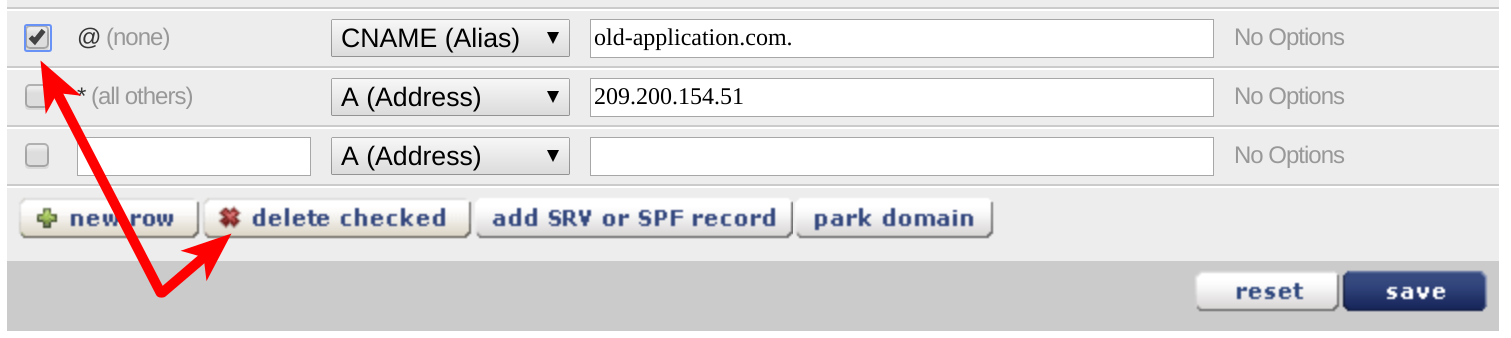 @ (none) CNAME (Alias) old-application.com. No Options
* (all others) A (Address) 209.200.154.51 No Options
A (Address) No Options
new row delete checked add SRV or SPF record park domain
reset save